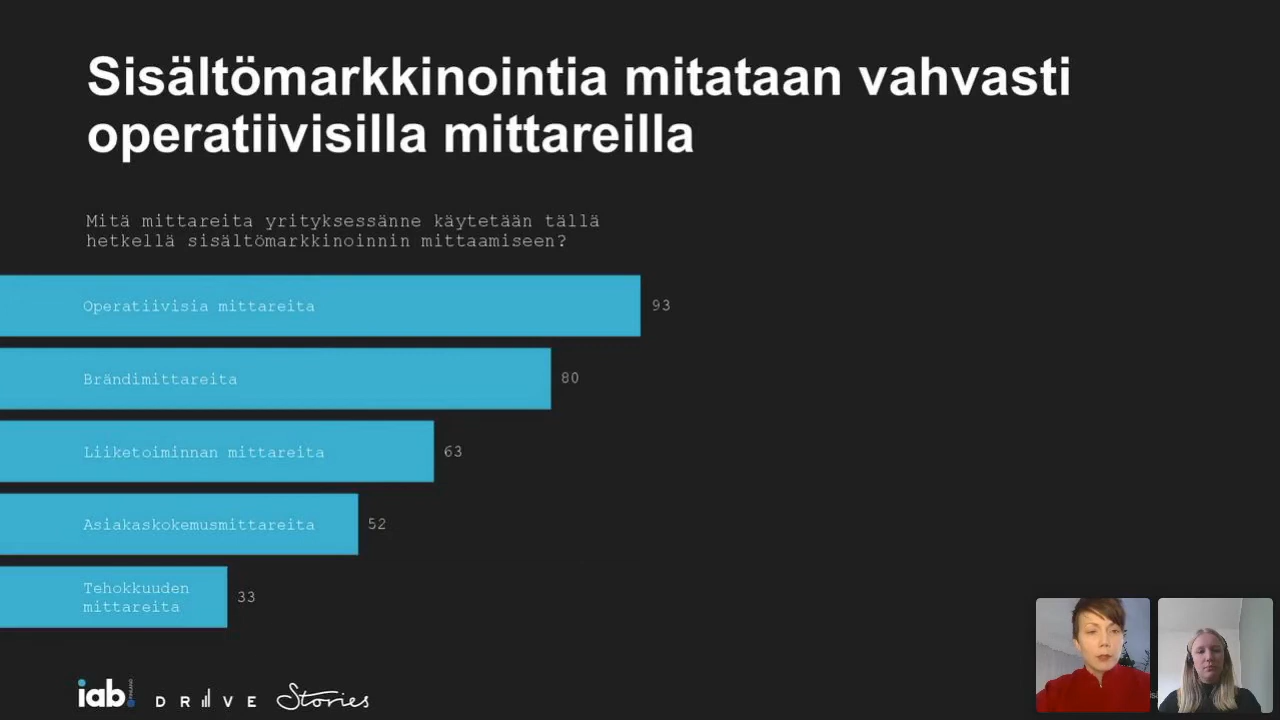 Sisältömarkkinointia mitataan vahvasti
operatiivisilla mittareilla
Mitä mittareita yrityksessänne käytetään tällä
hetkellä sisältömarkkinoinnin mittaamiseen?
Operatiivisia mittareita 93
Brändimittareita 80
Liiketoiminnan mittareita 63
Asiakaskokemusmittareita 52
Tehokkuuden
mittareita 33
iab. FINLAND DRIVE Stories